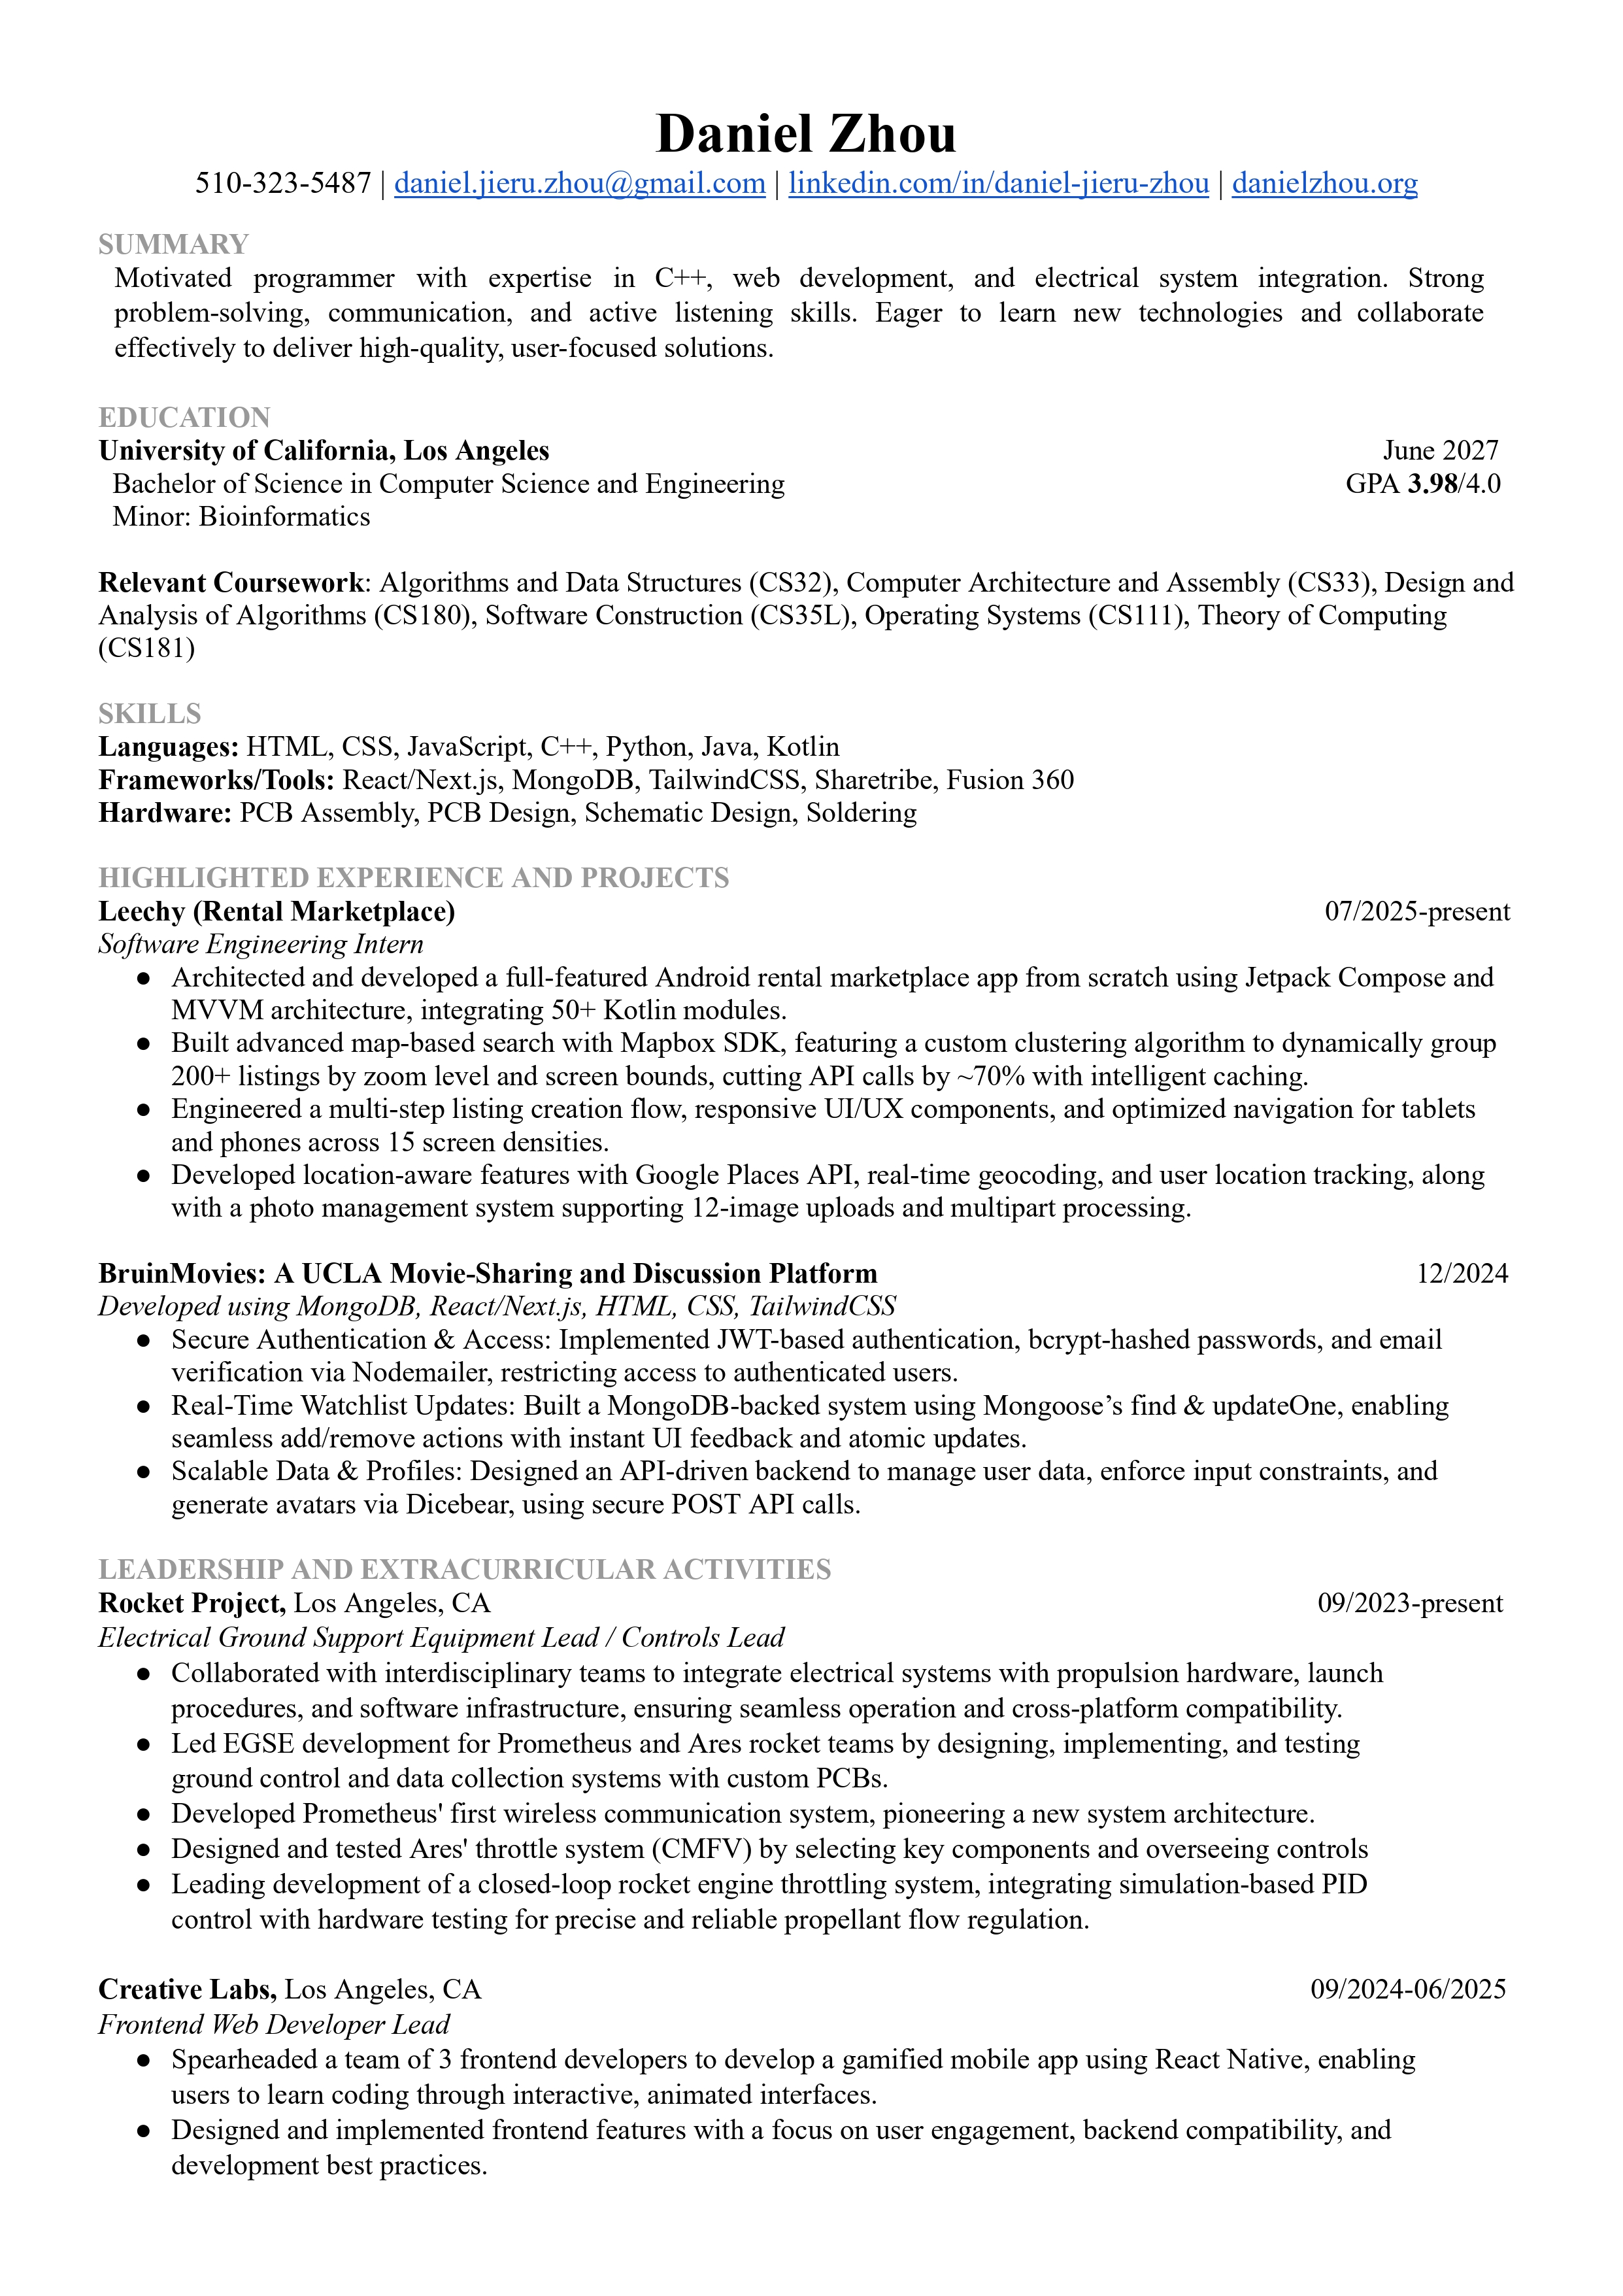 Daniel Zhou
510-323-5487 | daniel.jieru.zhou@gmail.com | linkedin.com/in/daniel-jieru-zhou | danielzhou.org
SUMMARY
Motivated programmer with expertise in C++, web development, and electrical system integration. Strong
problem-solving, communication, and active listening skills. Eager to learn new technologies and collaborate
effectively to deliver high-quality, user-focused solutions.
EDUCATION
University of California, Los Angeles June 2027
Bachelor of Science in Computer Science and Engineering GPA 3.98/4.0
Minor: Bioinformatics
Relevant Coursework: Algorithms and Data Structures (CS32), Computer Architecture and Assembly (CS33), Design and
Analysis of Algorithms (CS180), Software Construction (CS35L), Operating Systems (CS111), Theory of Computing
(CS181)
SKILLS
Languages: HTML, CSS, JavaScript, C++, Python, Java, Kotlin
Frameworks/Tools: React/Next.js, MongoDB, TailwindCSS, Sharetribe, Fusion 360
Hardware: PCB Assembly, PCB Design, Schematic Design, Soldering
HIGHLIGHTED EXPERIENCE AND PROJECTS
Leechy (Rental Marketplace) 07/2025-present
Software Engineering Intern
● Architected and developed a full-featured Android rental marketplace app from scratch using Jetpack Compose and
MVVM architecture, integrating 50+ Kotlin modules.
● Built advanced map-based search with Mapbox SDK, featuring a custom clustering algorithm to dynamically group
200+ listings by zoom level and screen bounds, cutting API calls by ~70% with intelligent caching.
● Engineered a multi-step listing creation flow, responsive UI/UX components, and optimized navigation for tablets
and phones across 15 screen densities.
● Developed location-aware features with Google Places API, real-time geocoding, and user location tracking, along
with a photo management system supporting 12-image uploads and multipart processing.
BruinMovies: A UCLA Movie-Sharing and Discussion Platform 12/2024
Developed using MongoDB, React/Next.js, HTML, CSS, TailwindCSS
● Secure Authentication & Access: Implemented JWT-based authentication, bcrypt-hashed passwords, and email
verification via Nodemailer, restricting access to authenticated users.
● Real-Time Watchlist Updates: Built a MongoDB-backed system using Mongoose’s find & updateOne, enabling
seamless add/remove actions with instant UI feedback and atomic updates.
● Scalable Data & Profiles: Designed an API-driven backend to manage user data, enforce input constraints, and
generate avatars via Dicebear, using secure POST API calls.
LEADERSHIP AND EXTRACURRICULAR ACTIVITIES
Rocket Project, Los Angeles, CA 09/2023-present
Electrical Ground Support Equipment Lead / Controls Lead
● Collaborated with interdisciplinary teams to integrate electrical systems with propulsion hardware, launch
procedures, and software infrastructure, ensuring seamless operation and cross-platform compatibility.
● Led EGSE development for Prometheus and Ares rocket teams by designing, implementing, and testing
ground control and data collection systems with custom PCBs.
● Developed Prometheus' first wireless communication system, pioneering a new system architecture.
● Designed and tested Ares' throttle system (CMFV) by selecting key components and overseeing controls
● Leading development of a closed-loop rocket engine throttling system, integrating simulation-based PID
control with hardware testing for precise and reliable propellant flow regulation.
Creative Labs, Los Angeles, CA 09/2024-06/2025
Frontend Web Developer Lead
● Spearheaded a team of 3 frontend developers to develop a gamified mobile app using React Native, enabling
users to learn coding through interactive, animated interfaces.
● Designed and implemented frontend features with a focus on user engagement, backend compatibility, and
development best practices.